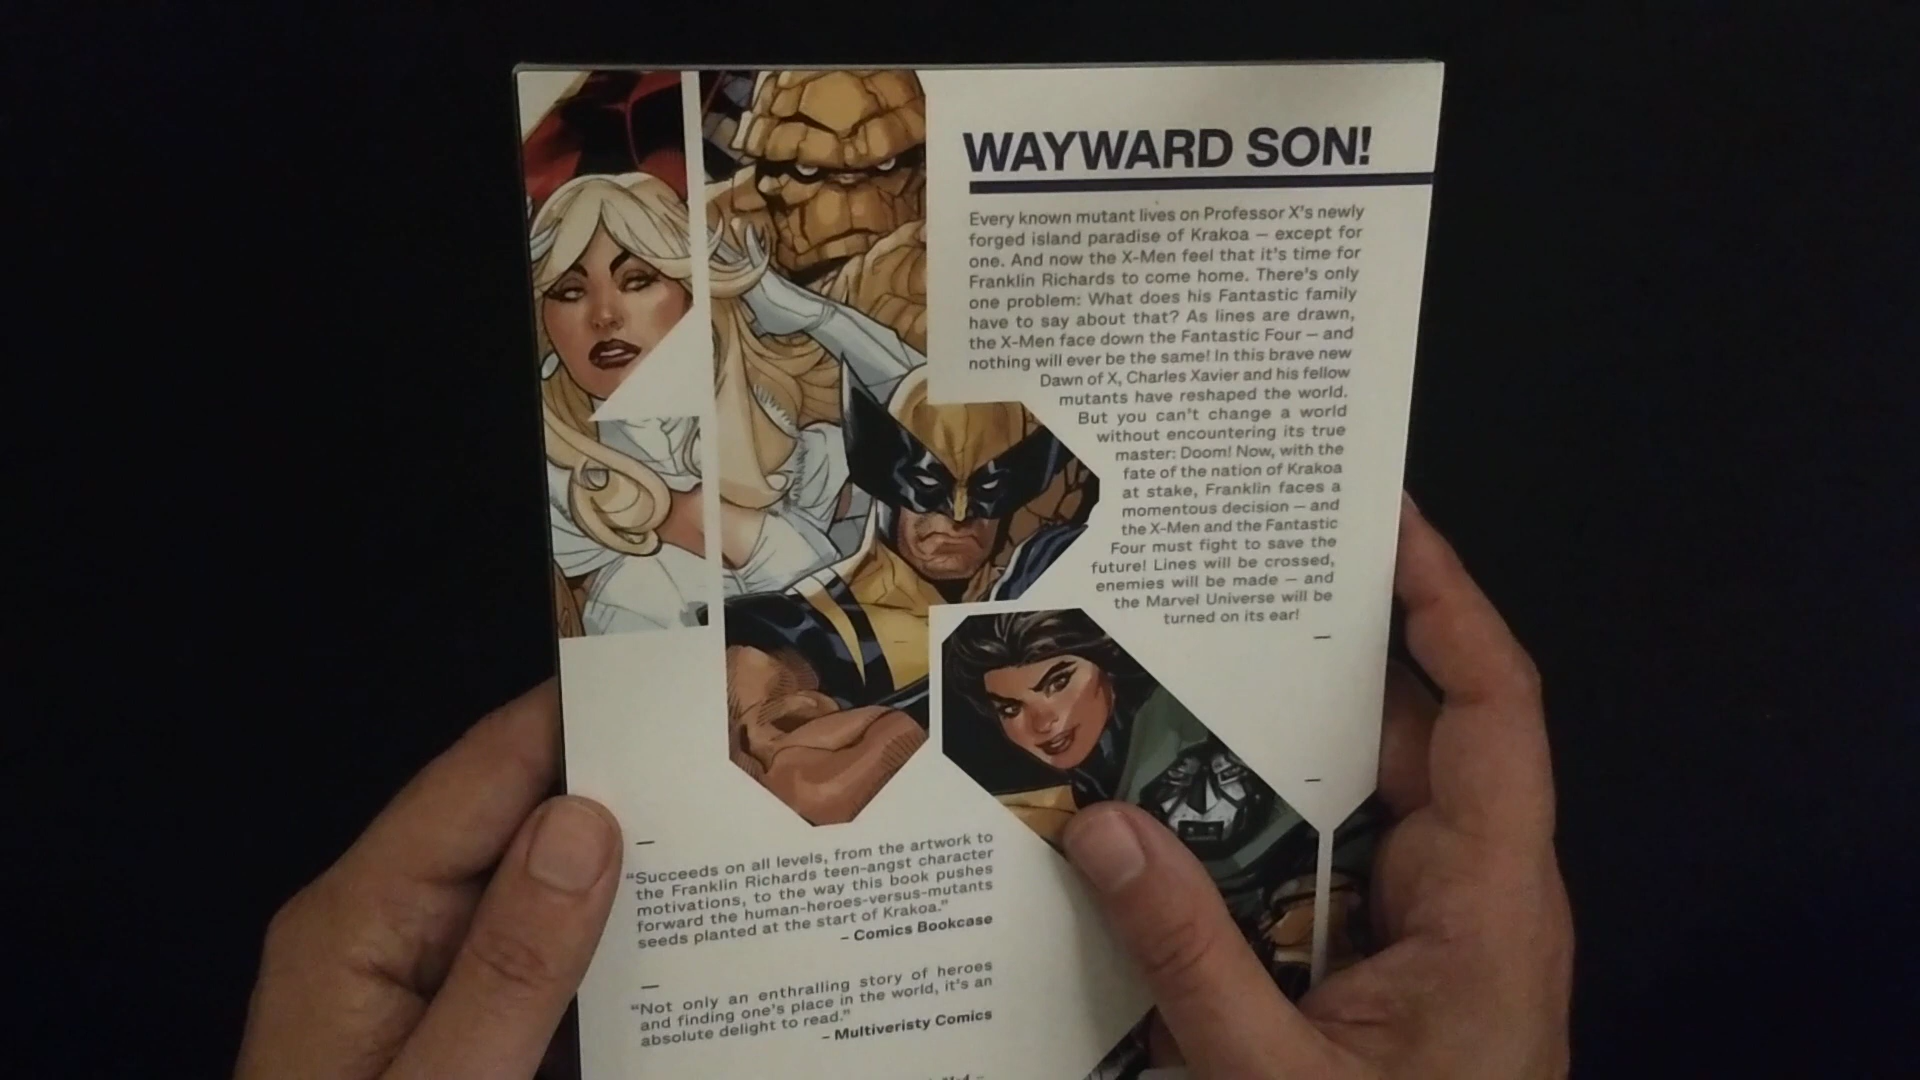 WAYWARD SON!
Every known mutant lives on Professor X's newly
forged island paradise of Krakoa — except for
one. And now the X-Men feel that it's time for
Franklin Richards to come home. There's only
one problem: What does his Fantastic family
have to say about that? As lines are drawn,
the X-Men face down the Fantastic Four — and
nothing will ever be the same! In this brave new
Dawn of X, Charles Xavier and his fellow
mutants have reshaped the world.
But you can't change a world
without encountering its true
master: Doom! Now, with the
fate of the nation of Krakoa
at stake, Franklin faces a
momentous decision — and
the X-Men and the Fantastic
Four must fight to save the
future! Lines will be crossed,
enemies will be made — and
the Marvel Universe will be
turned on its ear!
"Succeeds on all levels, from the artwork to
the Franklin Richards teen-angst character
motivations, to the way this book pushes
forward the human-heroes-versus-mutants
seeds planted at the start of Krakoa."
– Comics Bookcase
"Not only an enthralling story of heroes
and finding one's place in the world, it's an
absolute delight to read."
– Multiveristy Comics